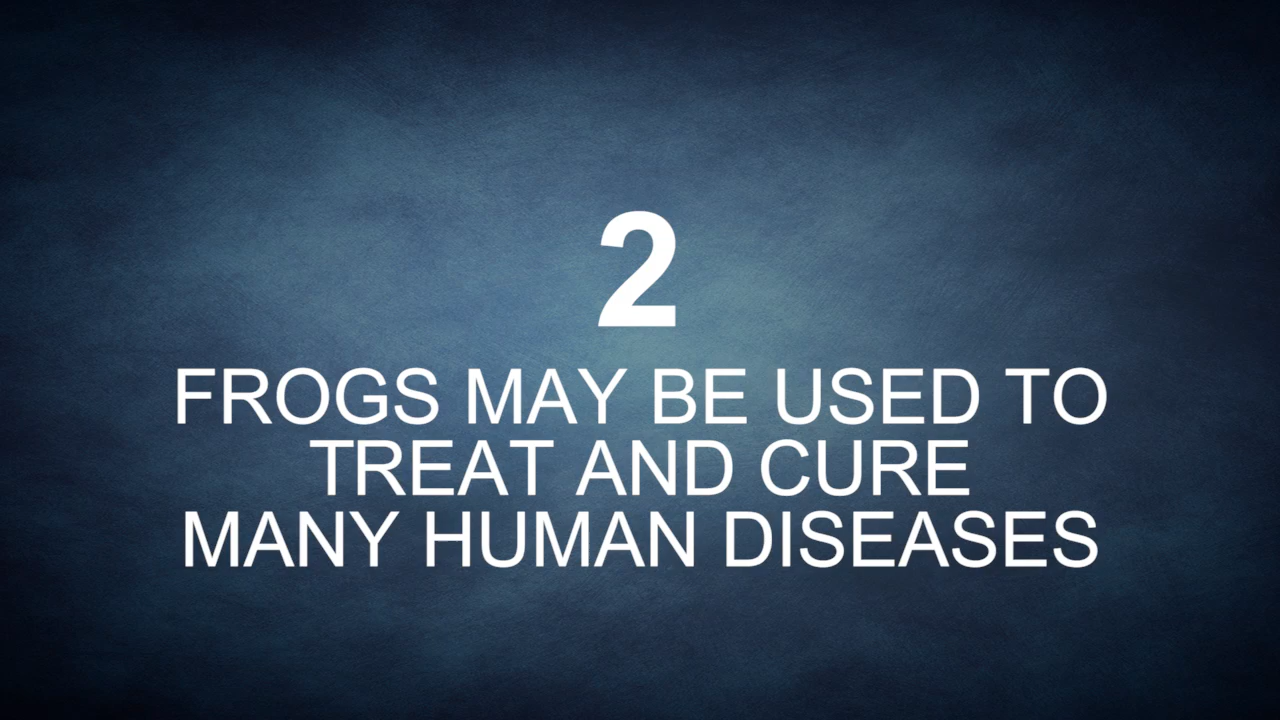 2
FROGS MAY BE USED TO
TREAT AND CURE
MANY HUMAN DISEASES